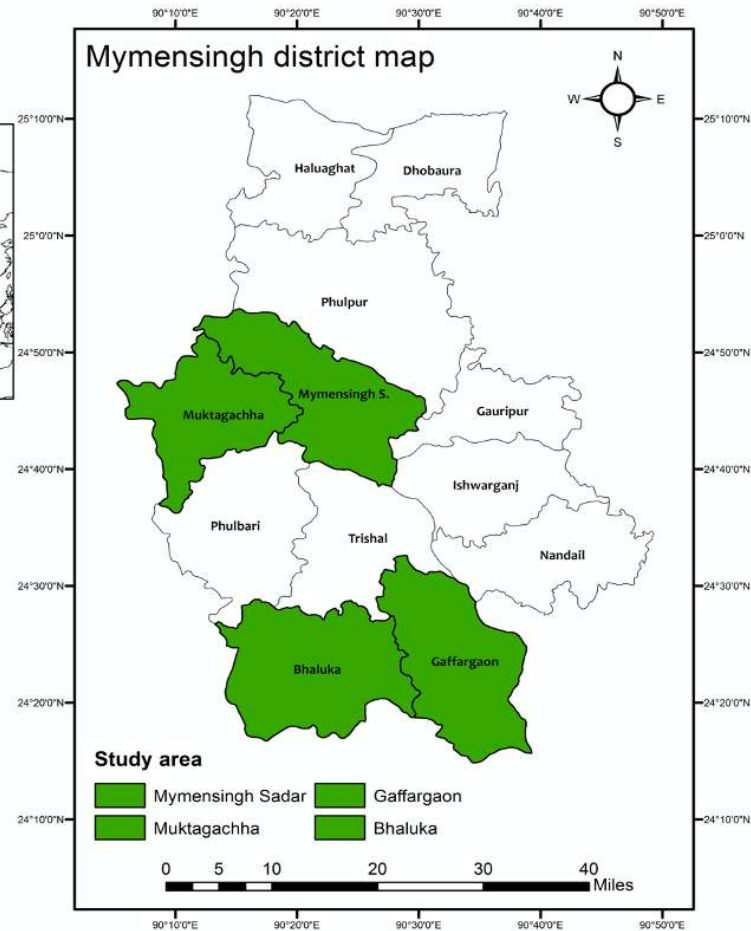 90°10'0"E 90°20'0"E 90°30'0"E 90°40'0"E 90°50'0"E
Mymensingh district map
N
W E
S
25°10'0"N 25°10'0"N
Haluaghat Dhobaura
25°0'0"N 25°0'0"N
Phulpur
24°50'0"N 24°50'0"N
Mymensingh S.
Muktagachha Gauripur
24°40'0"N 24°40'0"N
Ishwarganj
Phulbari Trishal
Nandail
24°30'0"N 24°30'0"N
Bhaluka Gaffargaon
24°20'0"N 24°20'0"N
Study area
Mymensingh Sadar Gaffargaon
Muktagachha Bhaluka
24°10'0"N 24°10'0"N
0 5 10 20 30 40
Miles
90°10'0"E 90°20'0"E 90°30'0"E 90°40'0"E 90°50'0"E